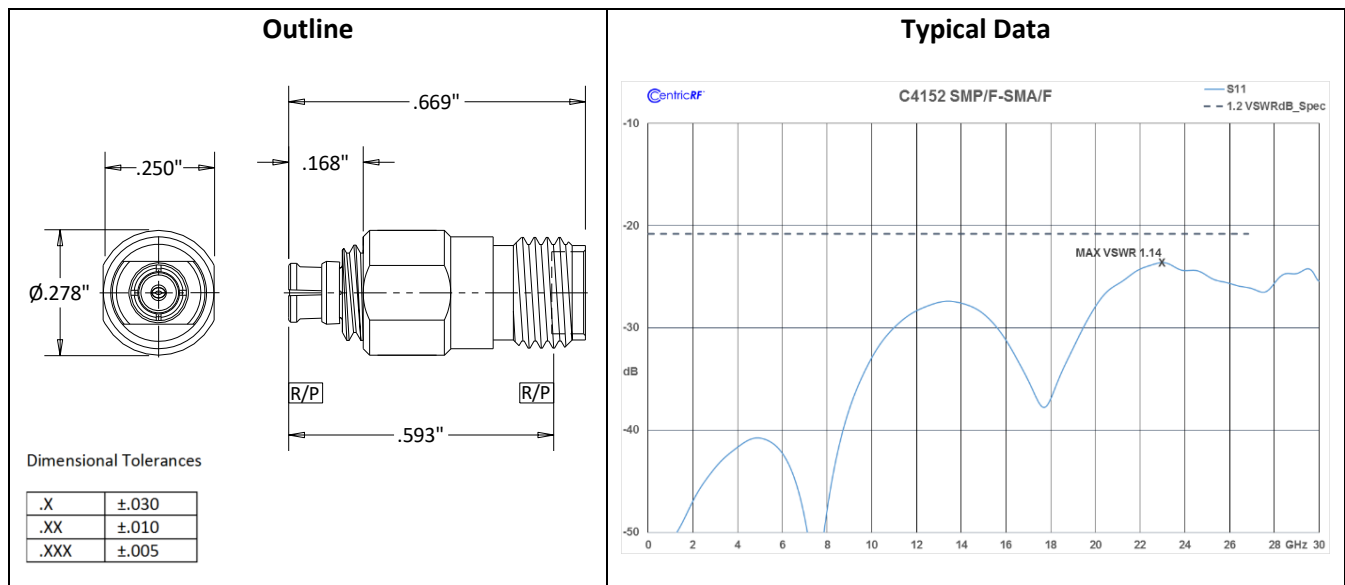 Outline
.669"
.168"
.250"
Ø.278"
R/P
R/P
.593"
Dimensional Tolerances
.X ±.030
.XX ±.010
.XXX ±.005
Typical Data
CentricRF™
C4152 SMP/F-SMA/F
S11
1.2 VSWRdB_Spec
-10
-20
MAX VSWR 1.14
-30
dB
-40
-50
0 2 4 6 8 10 12 14 16 18 20 22 24 26 28 GHz 30